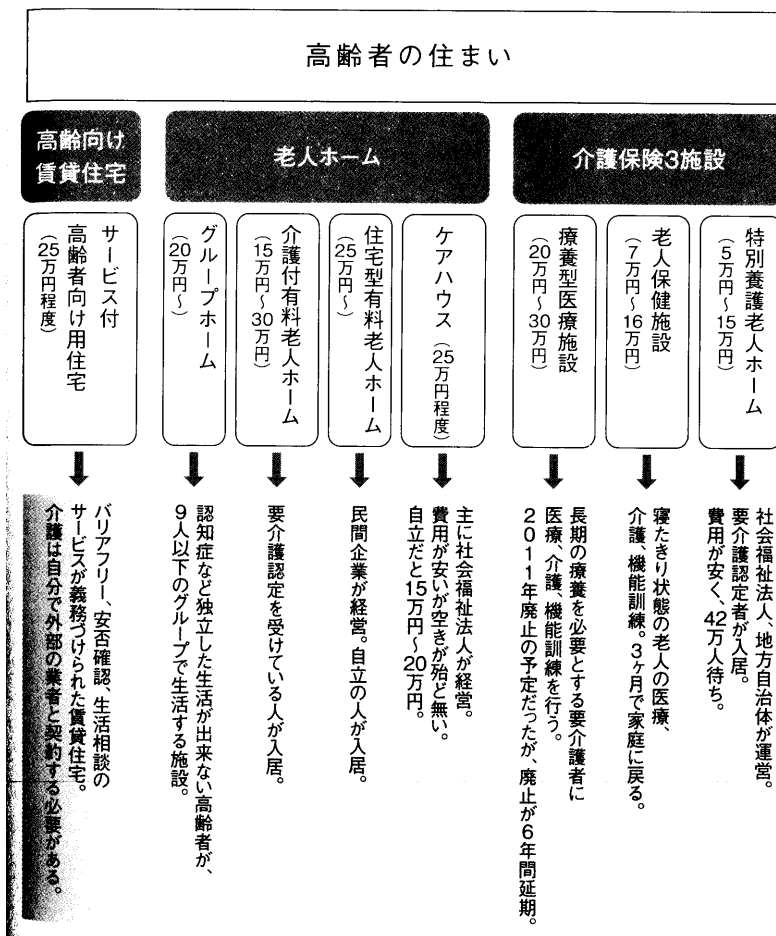 高齢者の住まい
介護保険3施設
特別養護老人ホーム
（5万円～15万円）
社会福祉法人、地方自治体が運営。
要介護認定者が入居。
費用が安く、42万人待ち。
老人保健施設
（7万円～16万円）
寝たきり状態の老人の医療、
介護、機能訓練。3ヶ月で家庭に戻る。
療養型医療施設
（20万円～30万円）
長期の療養を必要とする要介護者に
医療、介護、機能訓練を行う。
2011年廃止の予定だったが、廃止が6年間延期。
老人ホーム
ケアハウス（25万円程度）
主に社会福祉法人が経営。
費用が安いが空きが殆ど無い。
自立だと15万円～20万円。
住宅型有料老人ホーム
（25万円～）
民間企業が経営。自立の人が入居。
介護付有料老人ホーム
（15万円～30万円）
要介護認定を受けている人が入居。
グループホーム
（20万円～）
認知症など独立した生活が出来ない高齢者が、
9人以下のグループで生活する施設。
高齢向け
賃貸住宅
サービス付
高齢者向け用住宅
（25万円程度）
バリアフリー、安否確認、生活相談の
サービスが義務づけられた賃貸住宅。
介護は自分で外部の業者と契約する必要がある。